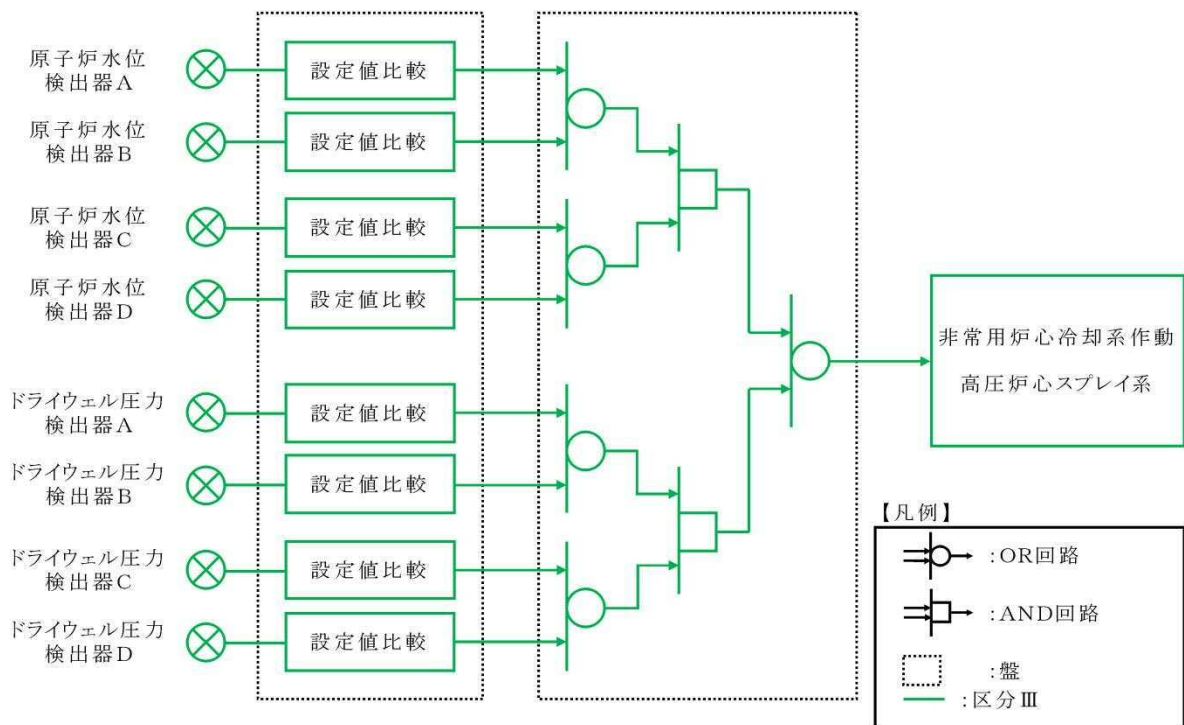 原子炉水位
検出器A
設定値比較
原子炉水位
検出器B
設定値比較
原子炉水位
検出器C
設定値比較
原子炉水位
検出器D
設定値比較
ドライウェル圧力
検出器A
設定値比較
ドライウェル圧力
検出器B
設定値比較
ドライウェル圧力
検出器C
設定値比較
ドライウェル圧力
検出器D
設定値比較
非常用炉心冷却系作動
高圧炉心スプレイ系
【凡例】
:OR回路
:AND回路
:盤
:区分Ⅲ